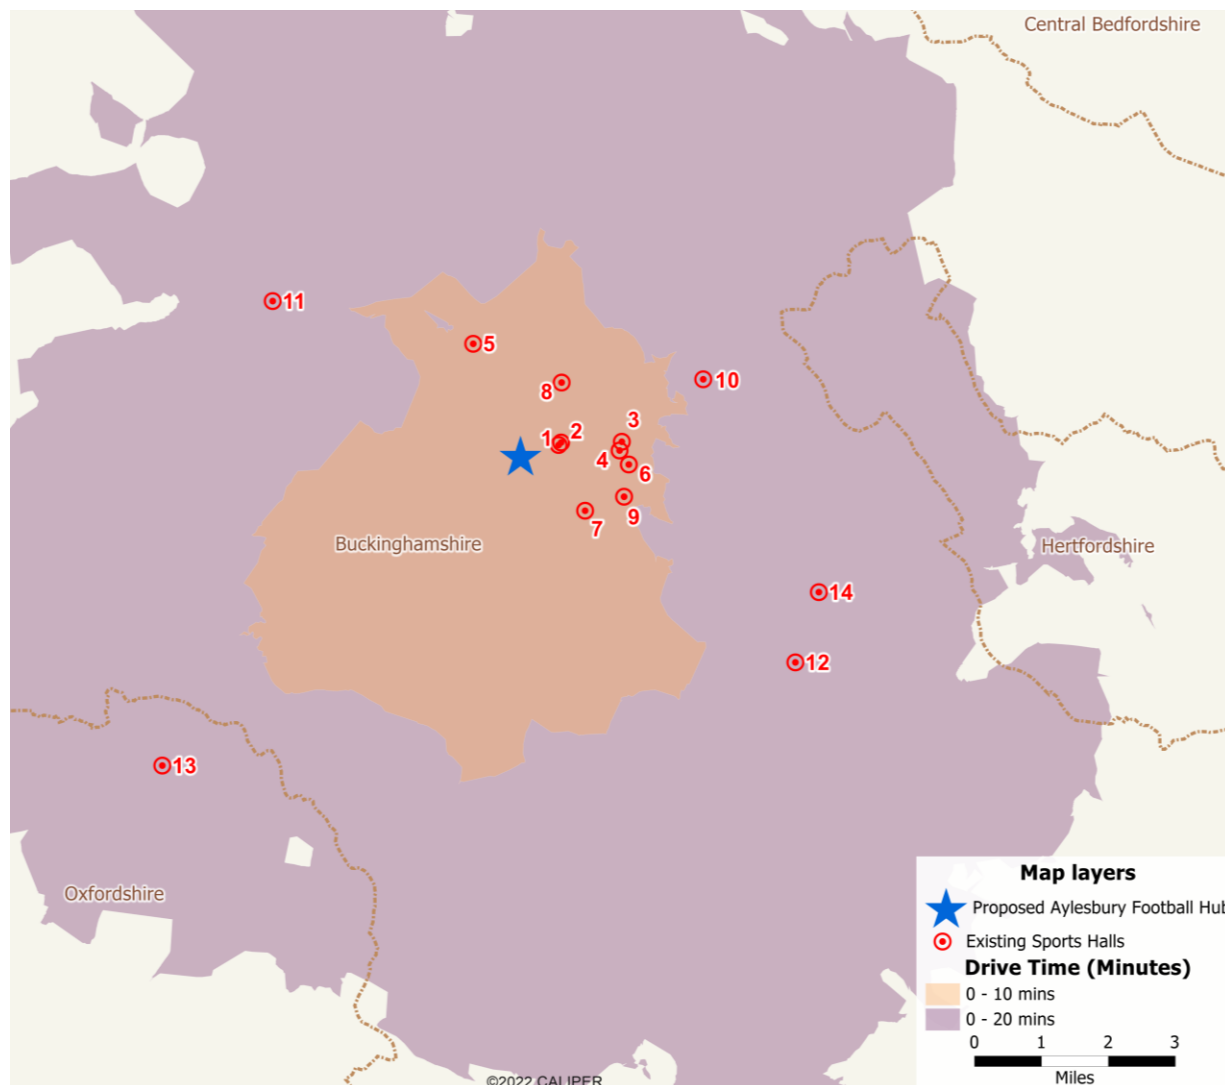 Central Bedfordshire
11
5
8
10
1
2
3
4
6
9
7
Buckinghamshire
Hertfordshire
14
12
13
Oxfordshire
Map layers
Proposed Aylesbury Football Hub
Existing Sports Halls
Drive Time (Minutes)
0 - 10 mins
0 - 20 mins
0 1 2 3
Miles
©2022 CALIPER